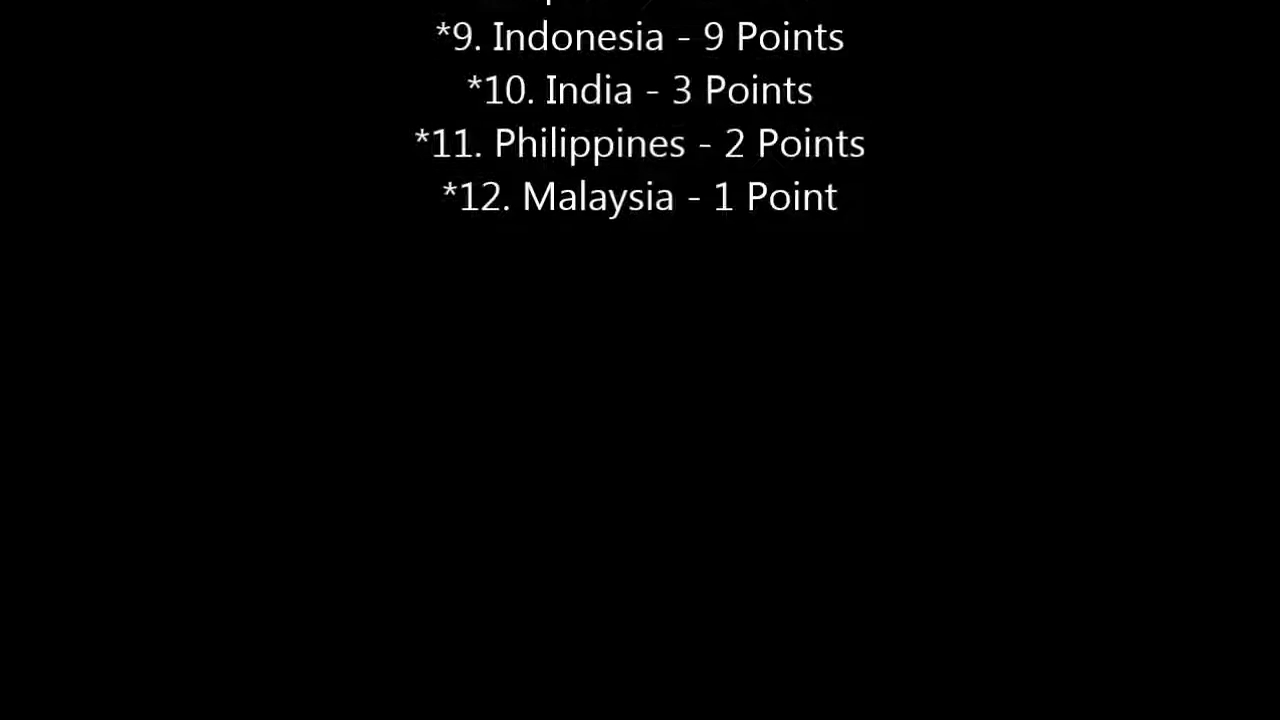 *9. Indonesia - 9 Points
*10. India - 3 Points
*11. Philippines - 2 Points
*12. Malaysia - 1 Point